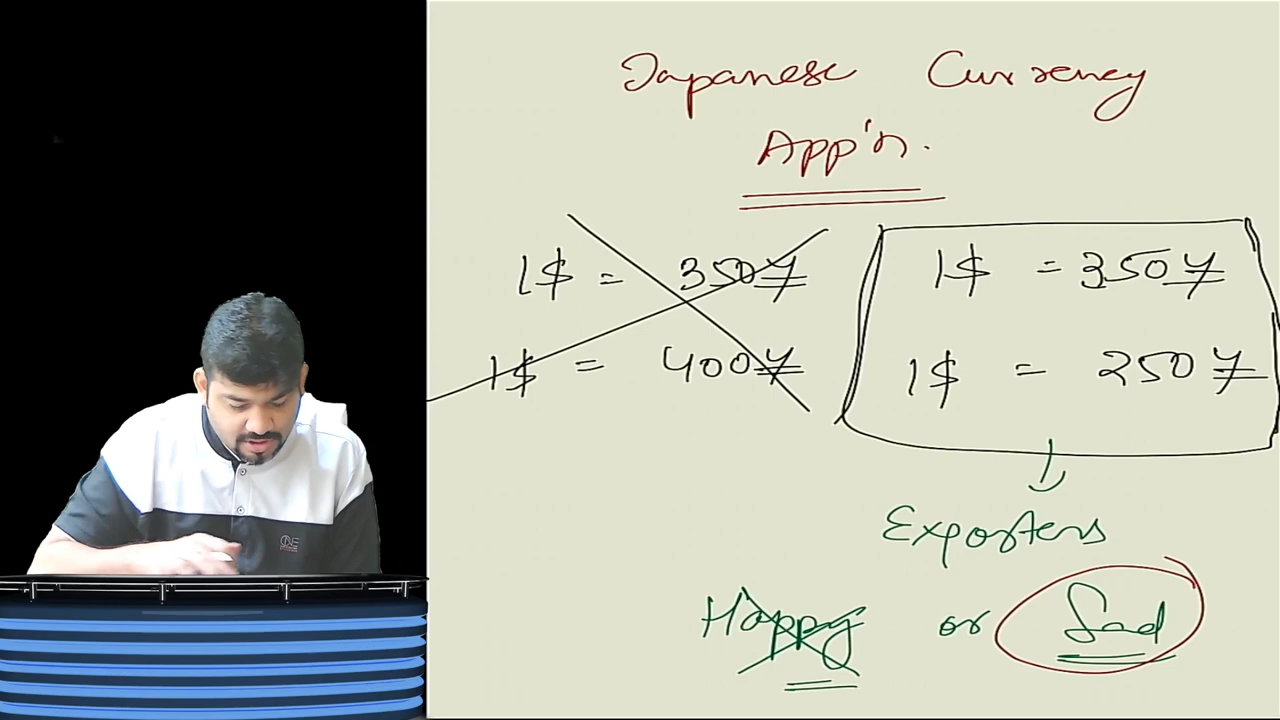 Japanese Currency
App'n.
1$ = 350¥
1$ = 400¥
1$ = 350¥
1$ = 250¥
Exporters
Happy or Sad